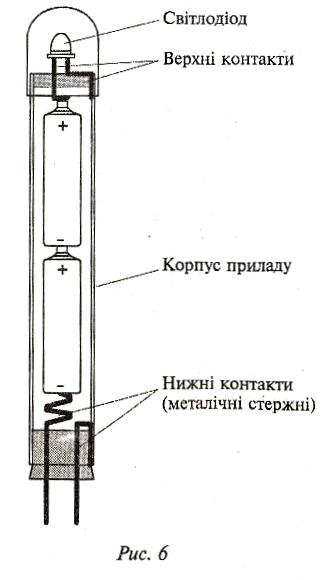 Світлодіод
Верхні контакти
+
−
+
Корпус приладу
−
Нижні контакти
(металічні стержні)
Рис. 6